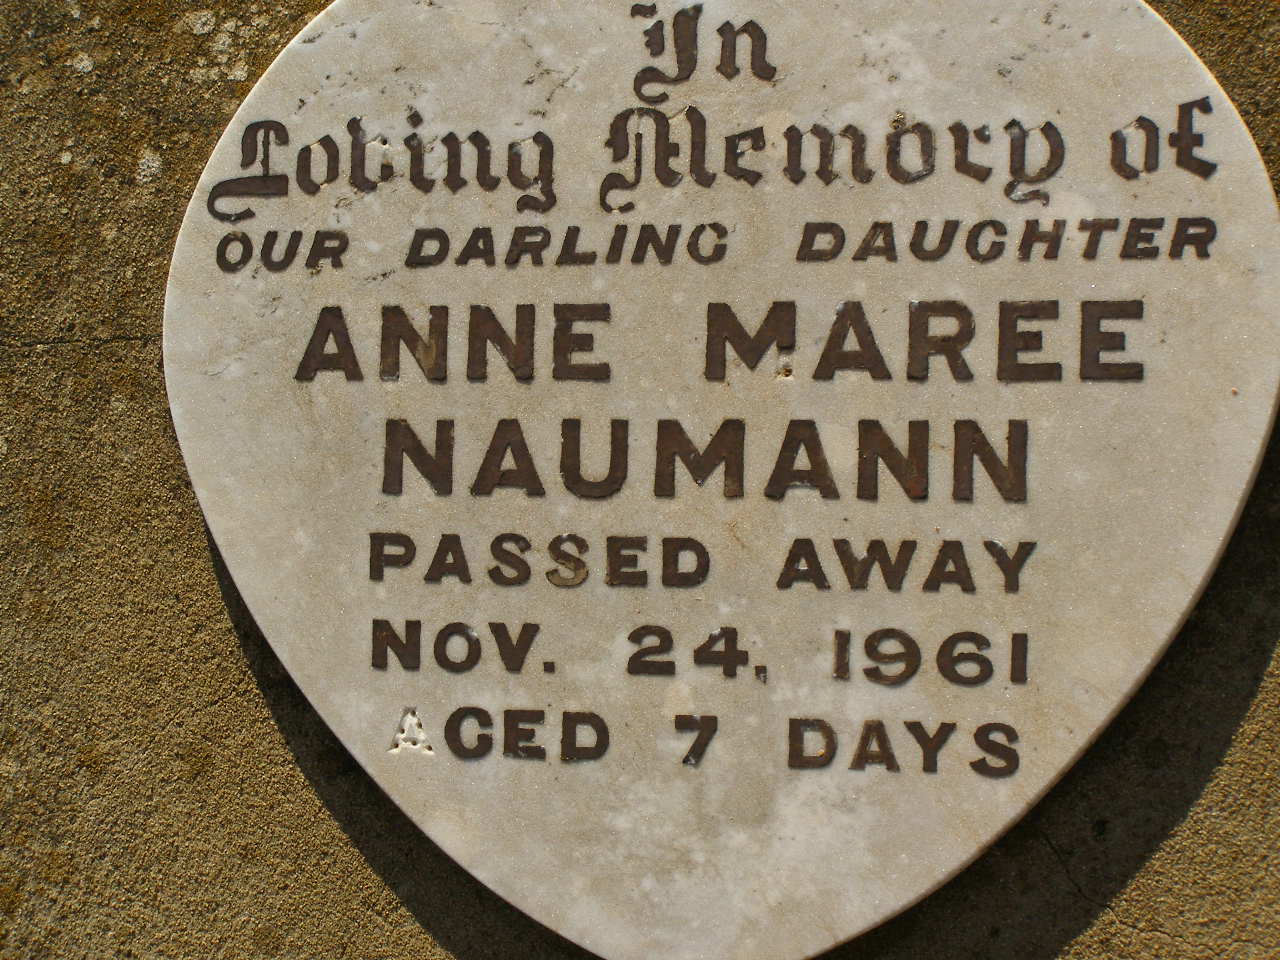 In
Loving Memory of
OUR DARLING DAUGHTER
ANNE MAREE
NAUMANN
PASSED AWAY
NOV. 24, 1961
AGED 7 DAYS